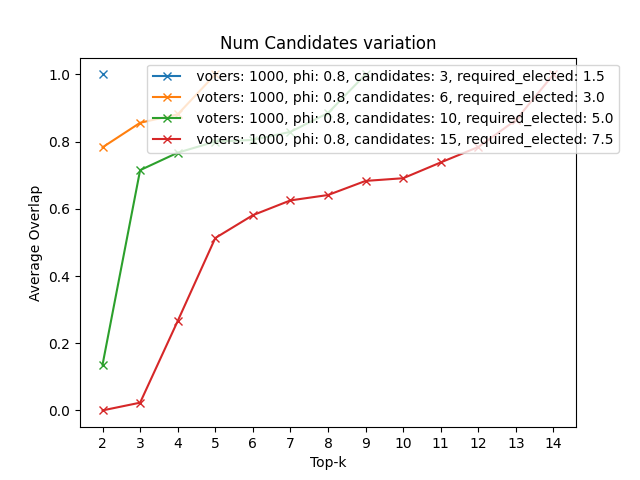 Num Candidates variation
voters: 1000, phi: 0.8, candidates: 3, required_elected: 1.5
voters: 1000, phi: 0.8, candidates: 6, required_elected: 3.0
voters: 1000, phi: 0.8, candidates: 10, required_elected: 5.0
voters: 1000, phi: 0.8, candidates: 15, required_elected: 7.5
1.0
0.8
0.6
0.4
0.2
0.0
Average Overlap
2 3 4 5 6 7 8 9 10 11 12 13 14
Top-k